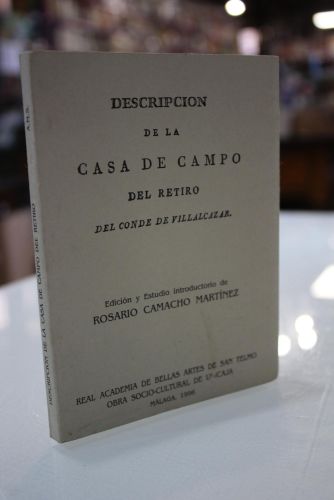 DESCRIPCION
DE LA
CASA DE CAMPO
DEL RETIRO
DEL CONDE DE VILLALCAZAR.
Edición y Estudio introductorio de
ROSARIO CAMACHO MARTÍNEZ
REAL ACADEMIA DE BELLAS ARTES DE SAN TELMO
OBRA SOCIO-CULTURAL DE UNICAJA
MÁLAGA, 1996
DESCRIPCION DE LA CASA DE CAMPO DEL RETIRO